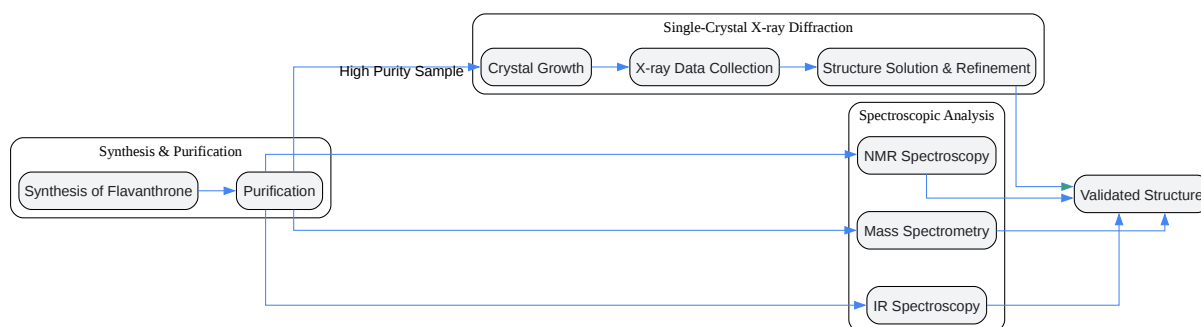 Single-Crystal X-ray Diffraction
High Purity Sample
Crystal Growth
X-ray Data Collection
Structure Solution & Refinement
Spectroscopic Analysis
Synthesis & Purification
NMR Spectroscopy
Synthesis of Flavanthrone
Purification
Validated Structure
Mass Spectrometry
IR Spectroscopy